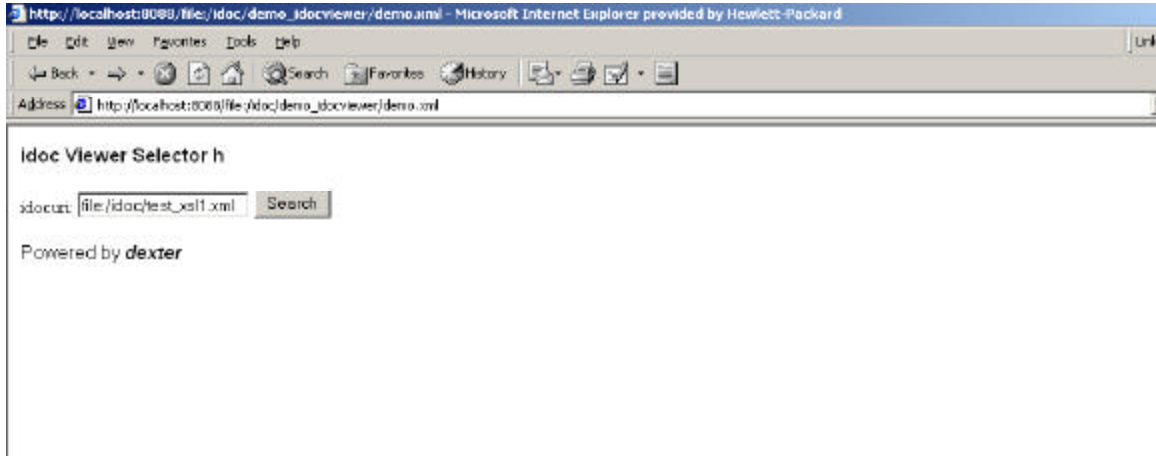 http://localhost:8088/file:/idoc/demo_idocviewer/demo.xml - Microsoft Internet Explorer provided by Hewlett-Packard
File Edit View Favorites Tools Help
Back Search Favorites History
Address http://localhost:8088/file:/idoc/demo_idocviewer/demo.xml
idoc Viewer Selector h
idocuri: file:/idoc/test_xsl1.xml Search
Powered by dexter